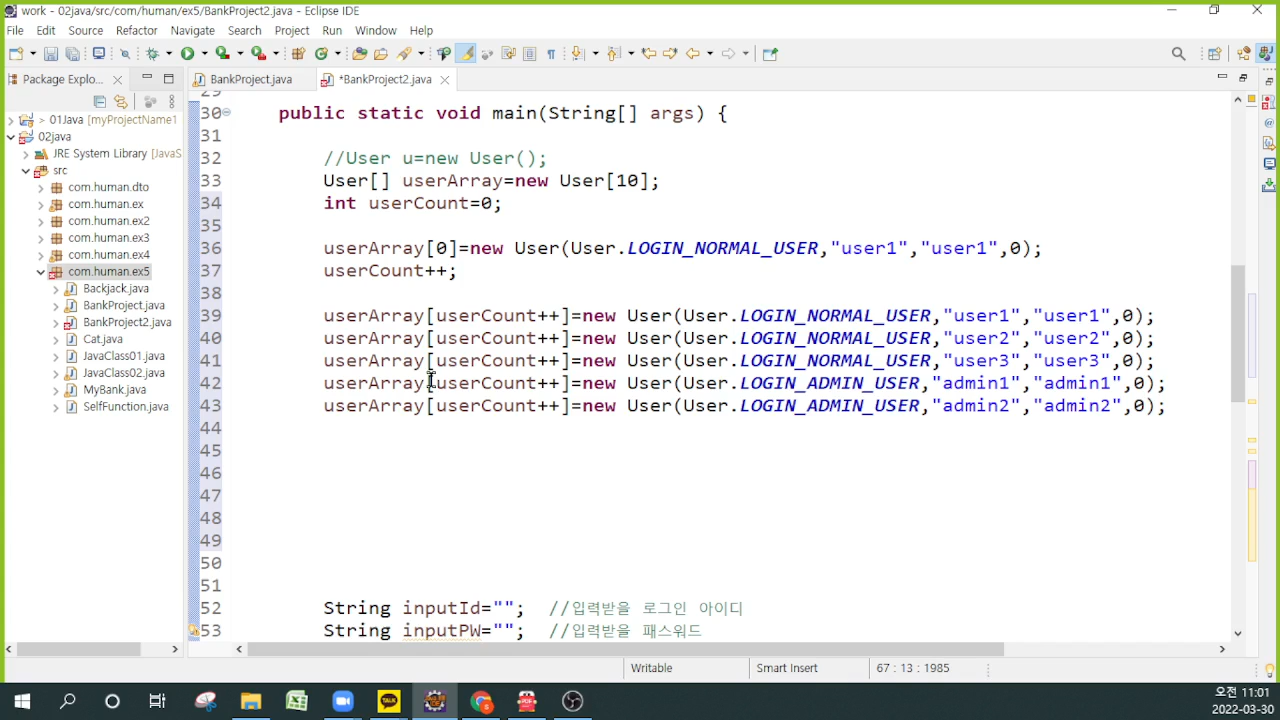 work - 02java/src/com/human/ex5/BankProject2.java - Eclipse IDE
File Edit Source Refactor Navigate Search Project Run Window Help
Package Explo...
BankProject.java
*BankProject2.java
> 01Java [myProjectName1
02java
JRE System Library [JavaS
src
com.human.dto
com.human.ex
com.human.ex2
com.human.ex3
com.human.ex4
com.human.ex5
Backjack.java
BankProject.java
BankProject2.java
Cat.java
JavaClass01.java
JavaClass02.java
MyBank.java
SelfFunction.java
29
30 public static void main(String[] args) {
31
32 //User u=new User();
33 User[] userArray=new User[10];
34 int userCount=0;
35
36 userArray[0]=new User(User.LOGIN_NORMAL_USER,"user1","user1",0);
37 userCount++;
38
39 userArray[userCount++]=new User(User.LOGIN_NORMAL_USER,"user1","user1",0);
40 userArray[userCount++]=new User(User.LOGIN_NORMAL_USER,"user2","user2",0);
41 userArray[userCount++]=new User(User.LOGIN_NORMAL_USER,"user3","user3",0);
42 userArray[userCount++]=new User(User.LOGIN_ADMIN_USER,"admin1","admin1",0);
43 userArray[userCount++]=new User(User.LOGIN_ADMIN_USER,"admin2","admin2",0);
44
45
46
47
48
49
50
51
52 String inputId=""; //입력받을 로그인 아이디
53 String inputPW=""; //입력받을 패스워드
Writable
Smart Insert
67 : 13 : 1985
TALK
오전 11:01
2022-03-30